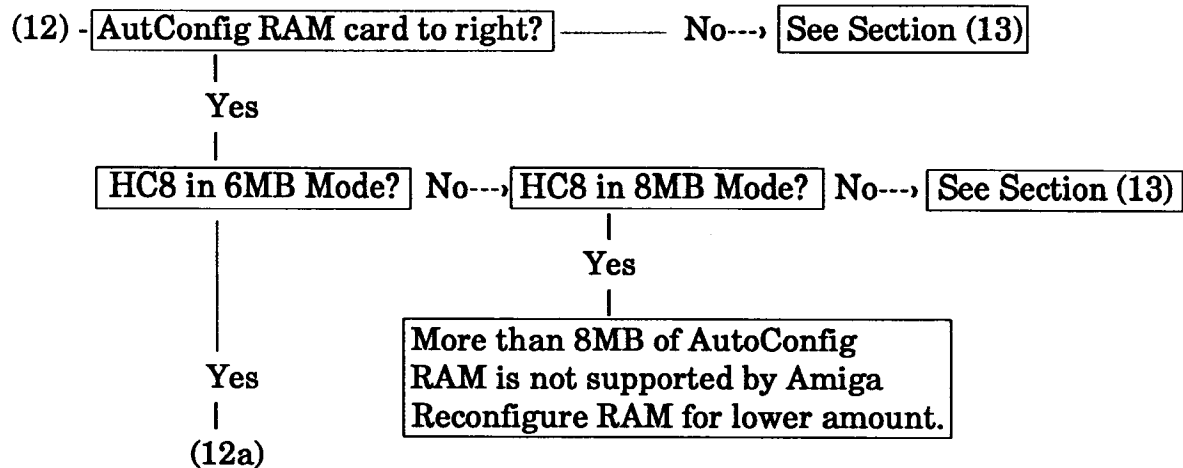 (12) - AutConfig RAM card to right? No---› See Section (13)
Yes
HC8 in 6MB Mode? No---› HC8 in 8MB Mode? No---› See Section (13)
Yes
More than 8MB of AutoConfig
RAM is not supported by Amiga
Reconfigure RAM for lower amount.
Yes
(12a)